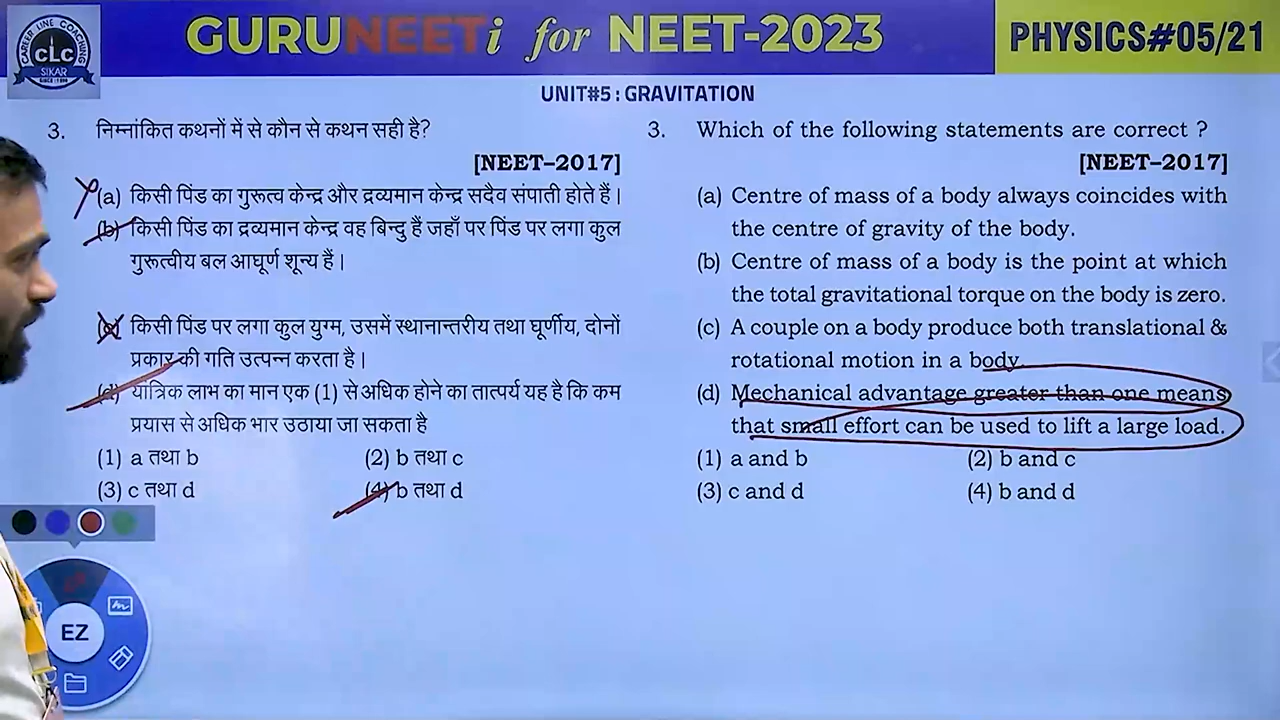 CAREER LINE COACHING
CLC
SIKAR
SINCE : 1996
GURUNEETi for NEET-2023
PHYSICS#05/21
UNIT#5 : GRAVITATION
3. निम्नांकित कथनों में से कौन से कथन सही है?
[NEET–2017]
(a) किसी पिंड का गुरूत्व केन्द्र और द्रव्यमान केन्द्र सदैव संपाती होते हैं।
(b) किसी पिंड का द्रव्यमान केन्द्र वह बिन्दु हैं जहाँ पर पिंड पर लगा कुल
गुरूत्वीय बल आघूर्ण शून्य हैं।
(c) किसी पिंड पर लगा कुल युग्म, उसमें स्थानान्तरीय तथा घूर्णीय, दोनों
प्रकार की गति उत्पन्न करता है।
(d) यांत्रिक लाभ का मान एक (1) से अधिक होने का तात्पर्य यह है कि कम
प्रयास से अधिक भार उठाया जा सकता है
(1) a तथा b (2) b तथा c
(3) c तथा d (4) b तथा d
3. Which of the following statements are correct ?
[NEET–2017]
(a) Centre of mass of a body always coincides with
the centre of gravity of the body.
(b) Centre of mass of a body is the point at which
the total gravitational torque on the body is zero.
(c) A couple on a body produce both translational &
rotational motion in a body.
(d) Mechanical advantage greater than one means
that small effort can be used to lift a large load.
(1) a and b (2) b and c
(3) c and d (4) b and d
EZ